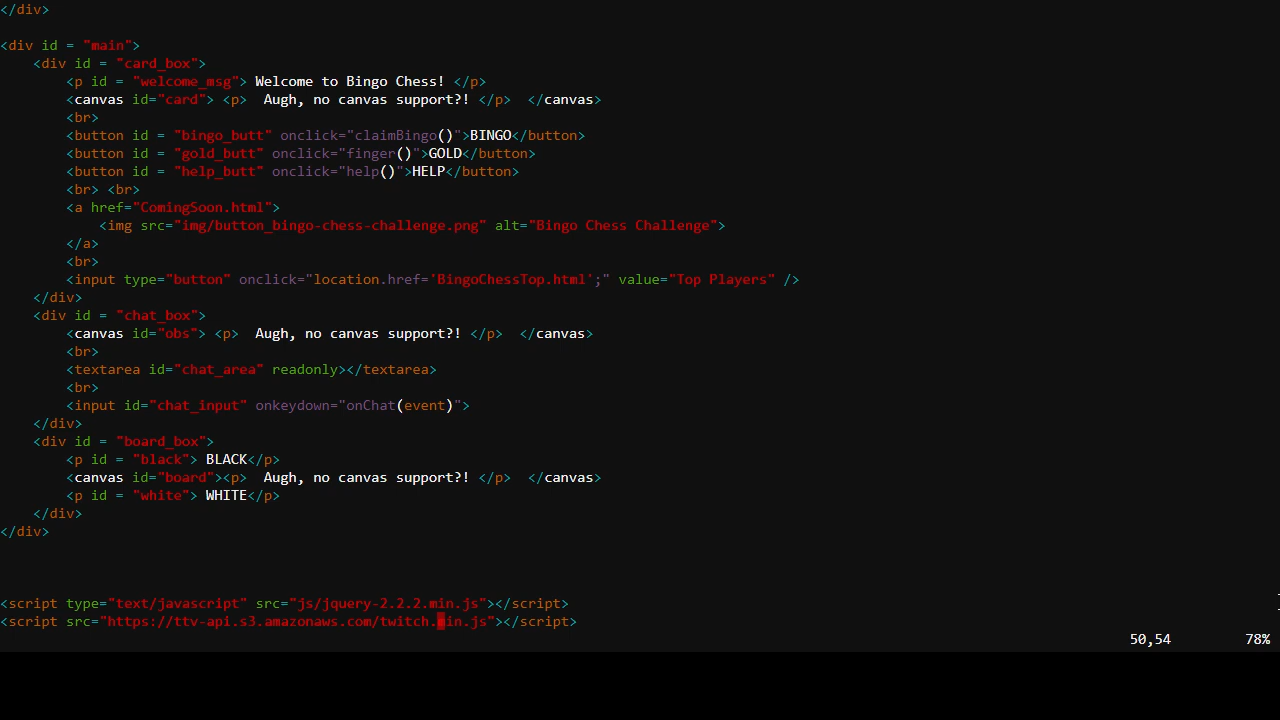 </div>
<div id = "main">
<div id = "card_box">
<p id = "welcome_msg"> Welcome to Bingo Chess! </p>
<canvas id="card"> <p>  Augh, no canvas support?! </p>  </canvas>
<br>
<button id = "bingo_butt" onclick="claimBingo()">BINGO</button>
<button id = "gold_butt" onclick="finger()">GOLD</button>
<button id = "help_butt" onclick="help()">HELP</button>
<br> <br>
<a href="ComingSoon.html">
<img src="img/button_bingo-chess-challenge.png" alt="Bingo Chess Challenge">
</a>
<br>
<input type="button" onclick="location.href='BingoChessTop.html';" value="Top Players" />
</div>
<div id = "chat_box">
<canvas id="obs"> <p>  Augh, no canvas support?! </p>  </canvas>
<br>
<textarea id="chat_area" readonly></textarea>
<br>
<input id="chat_input" onkeydown="onChat(event)">
</div>
<div id = "board_box">
<p id = "black"> BLACK</p>
<canvas id="board"><p>  Augh, no canvas support?! </p>  </canvas>
<p id = "white"> WHITE</p>
</div>
</div>
<script type="text/javascript" src="js/jquery-2.2.2.min.js"></script>
<script src="https://ttv-api.s3.amazonaws.com/twitch.min.js"></script>
50,54 78%